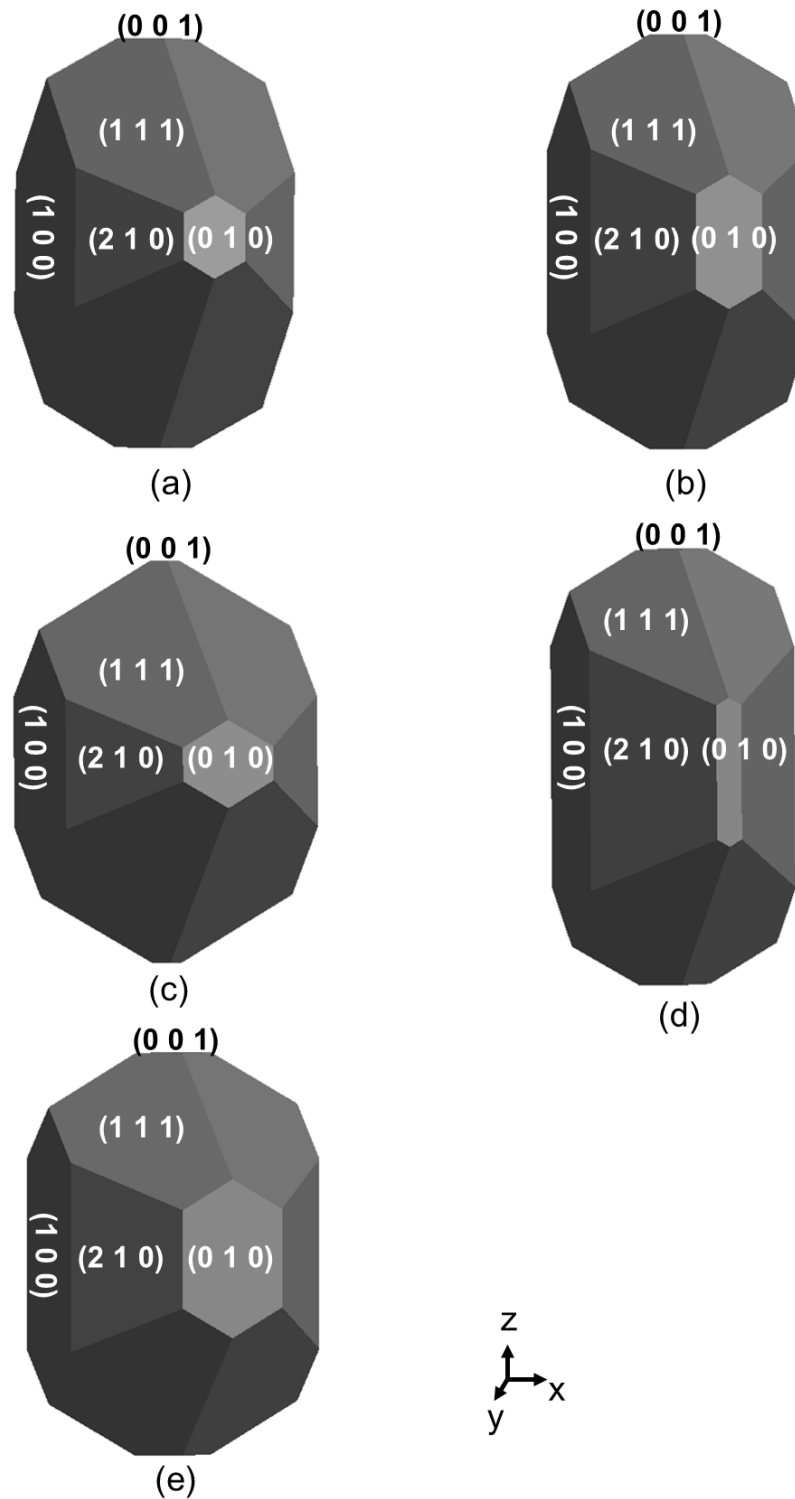 (0 0 1)
(1 1 1)
(1 0 0)
(2 1 0)
(0 1 0)
(a)
(0 0 1)
(1 1 1)
(1 0 0)
(2 1 0)
(0 1 0)
(b)
(0 0 1)
(1 1 1)
(1 0 0)
(2 1 0)
(0 1 0)
(c)
(0 0 1)
(1 1 1)
(1 0 0)
(2 1 0)
(0 1 0)
(d)
(0 0 1)
(1 1 1)
(1 0 0)
(2 1 0)
(0 1 0)
(e)
z
x
y